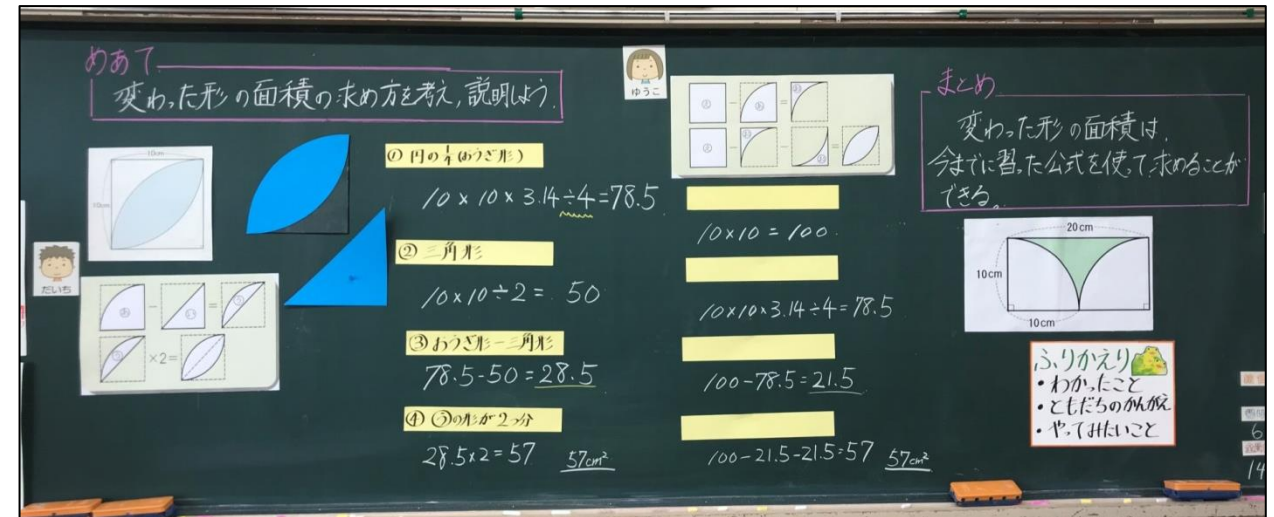 めあて
変わった形の面積の求め方を考え,説明しよう.
10cm
10cm
だいち
あ - い = う
う ×2=
① 円の1/4(おうぎ形)
10×10×3.14÷4=78.5
② 三角形
10×10÷2= 50
③ おうぎ形-三角形
78.5-50=28.5
④ うの形が2つ分
28.5×2=57 57cm²
ゆうこ
10×10=100
10×10×3.14÷4=78.5
100-78.5=21.5
100-21.5-21.5=57 57cm²
まとめ
変わった形の面積は,
今までに習った公式を使って求めることが
できる。
20cm
10cm
10cm
ふりかえり
・わかったこと
・ともだちのかんがえ
・やってみたいこと
6
14